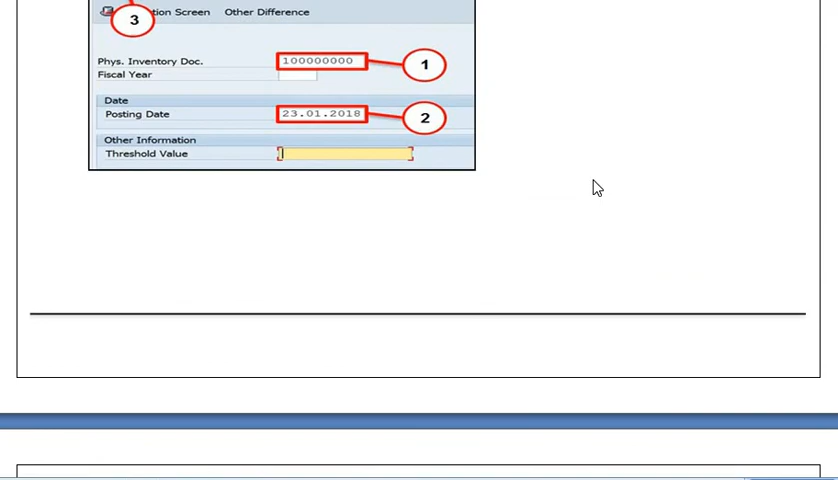 3 tion Screen Other Difference
Phys. Inventory Doc. 100000000 1
Fiscal Year
Date
Posting Date 23.01.2018 2
Other Information
Threshold Value